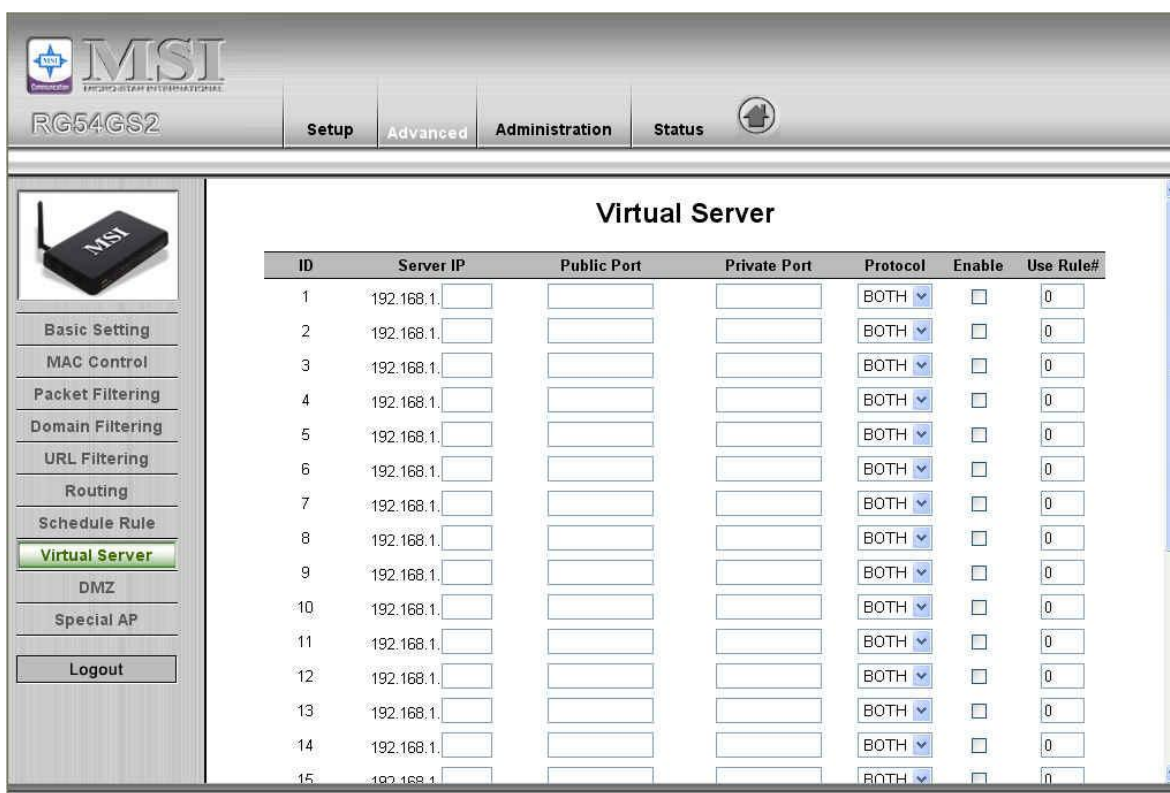 MSI
Communication
MICRO-STAR INTERNATIONAL
RG54GS2
Setup Advanced Administration Status
MSI
Basic Setting
MAC Control
Packet Filtering
Domain Filtering
URL Filtering
Routing
Schedule Rule
Virtual Server
DMZ
Special AP
Logout
Virtual Server
ID Server IP Public Port Private Port Protocol Enable Use Rule#
1 192.168.1. BOTH 0
2 192.168.1. BOTH 0
3 192.168.1. BOTH 0
4 192.168.1. BOTH 0
5 192.168.1. BOTH 0
6 192.168.1. BOTH 0
7 192.168.1. BOTH 0
8 192.168.1. BOTH 0
9 192.168.1. BOTH 0
10 192.168.1. BOTH 0
11 192.168.1. BOTH 0
12 192.168.1. BOTH 0
13 192.168.1. BOTH 0
14 192.168.1. BOTH 0
15 192.168.1. BOTH 0